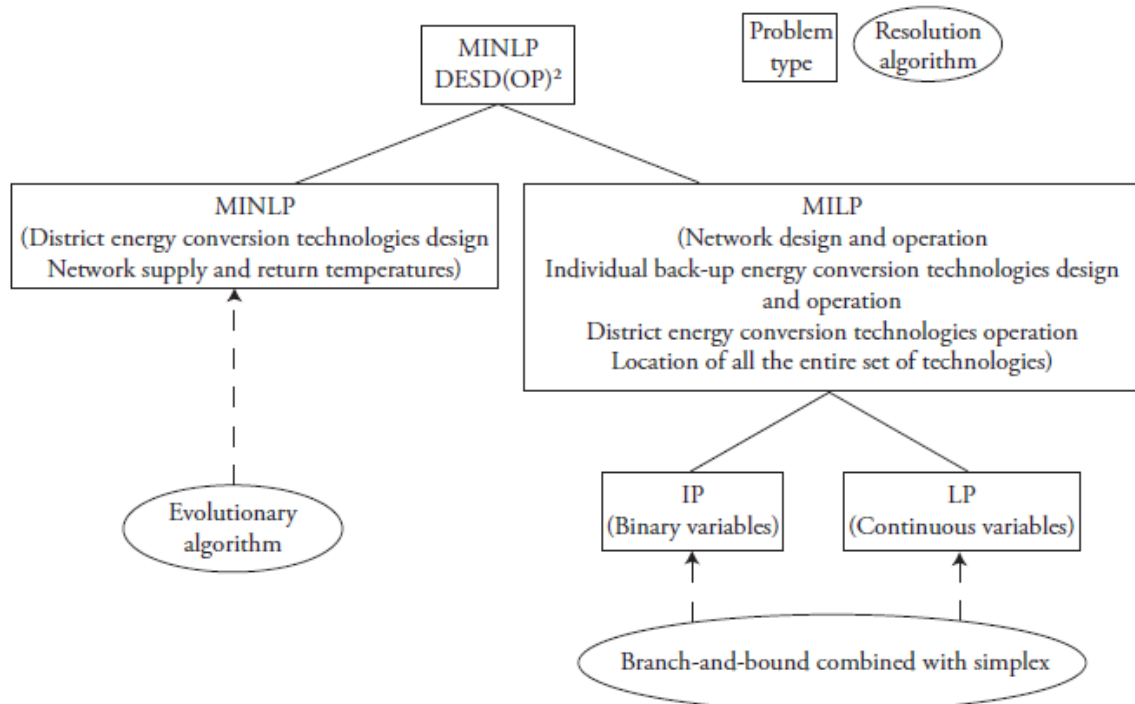 MINLP
DESD(OP)²
Problem
type
Resolution
algorithm
MINLP
(District energy conversion technologies design
Network supply and return temperatures)
MILP
(Network design and operation
Individual back-up energy conversion technologies design
and operation
District energy conversion technologies operation
Location of all the entire set of technologies)
Evolutionary
algorithm
IP
(Binary variables)
LP
(Continuous variables)
Branch-and-bound combined with simplex